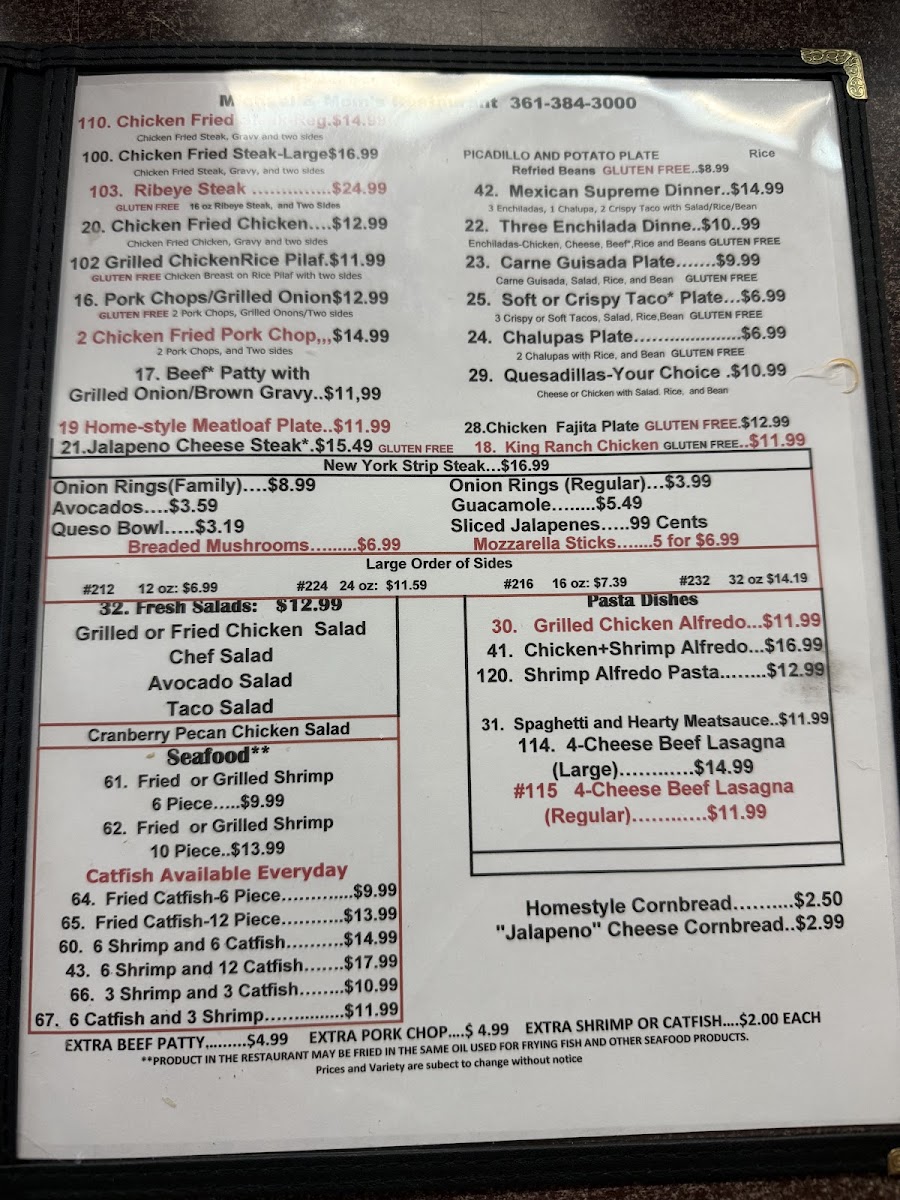 Mom's Restaurant 361-384-3000
110. Chicken Fried Steak-Reg.$14.99
Chicken Fried Steak, Gravy and two sides
100. Chicken Fried Steak-Large$16.99
Chicken Fried Steak, Gravy, and two sides
103. Ribeye Steak ..............$24.99
GLUTEN FREE 16 oz Ribeye Steak, and Two Sides
20. Chicken Fried Chicken....$12.99
Chicken Fried Chicken, Gravy and two sides
102 Grilled ChickenRice Pilaf.$11.99
GLUTEN FREE Chicken Breast on Rice Pilaf with two sides
16. Pork Chops/Grilled Onion$12.99
GLUTEN FREE 2 Pork Chops, Grilled Onons/Two sides
2 Chicken Fried Pork Chop,,,$14.99
2 Pork Chops, and Two sides
17. Beef* Patty with
Grilled Onion/Brown Gravy..$11,99
19 Home-style Meatloaf Plate..$11.99
21.Jalapeno Cheese Steak*.$15.49 GLUTEN FREE
PICADILLO AND POTATO PLATE Rice
Refried Beans GLUTEN FREE..$8.99
42. Mexican Supreme Dinner..$14.99
3 Enchiladas, 1 Chalupa, 2 Crispy Taco with Salad/Rice/Bean
22. Three Enchilada Dinne..$10..99
Enchiladas-Chicken, Cheese, Beef*,Rice and Beans GLUTEN FREE
23. Carne Guisada Plate.......$9.99
Carne Guisada, Salad, Rice, and Bean GLUTEN FREE
25. Soft or Crispy Taco* Plate...$6.99
3 Crispy or Soft Tacos, Salad, Rice,Bean GLUTEN FREE
24. Chalupas Plate.....................$6.99
2 Chalupas with Rice, and Bean GLUTEN FREE
29. Quesadillas-Your Choice .$10.99
Cheese or Chicken with Salad, Rice, and Bean
28.Chicken Fajita Plate GLUTEN FREE.$12.99
18. King Ranch Chicken GLUTEN FREE..$11.99
New York Strip Steak...$16.99
Onion Rings(Family)....$8.99
Avocados....$3.59
Queso Bowl.....$3.19
Breaded Mushrooms.........$6.99
Onion Rings (Regular)...$3.99
Guacamole........$5.49
Sliced Jalapenes.....99 Cents
Mozzarella Sticks.......5 for $6.99
Large Order of Sides
#212 12 oz: $6.99 #224 24 oz: $11.59 #216 16 oz: $7.39 #232 32 oz $14.19
32. Fresh Salads: $12.99
Grilled or Fried Chicken Salad
Chef Salad
Avocado Salad
Taco Salad
Cranberry Pecan Chicken Salad
Seafood**
61. Fried or Grilled Shrimp
6 Piece.....$9.99
62. Fried or Grilled Shrimp
10 Piece..$13.99
Catfish Available Everyday
64. Fried Catfish-6 Piece.............$9.99
65. Fried Catfish-12 Piece..........$13.99
60. 6 Shrimp and 6 Catfish..........$14.99
43. 6 Shrimp and 12 Catfish.......$17.99
66. 3 Shrimp and 3 Catfish........$10.99
67. 6 Catfish and 3 Shrimp..............$11.99
Pasta Dishes
30. Grilled Chicken Alfredo...$11.99
41. Chicken+Shrimp Alfredo...$16.99
120. Shrimp Alfredo Pasta........$12.99
31. Spaghetti and Hearty Meatsauce..$11.99
114. 4-Cheese Beef Lasagna
(Large)............$14.99
#115 4-Cheese Beef Lasagna
(Regular)............$11.99
Homestyle Cornbread..........$2.50
"Jalapeno" Cheese Cornbread..$2.99
EXTRA BEEF PATTY,........$4.99 EXTRA PORK CHOP....$ 4.99 EXTRA SHRIMP OR CATFISH....$2.00 EACH
**PRODUCT IN THE RESTAURANT MAY BE FRIED IN THE SAME OIL USED FOR FRYING FISH AND OTHER SEAFOOD PRODUCTS.
Prices and Variety are subect to change without notice